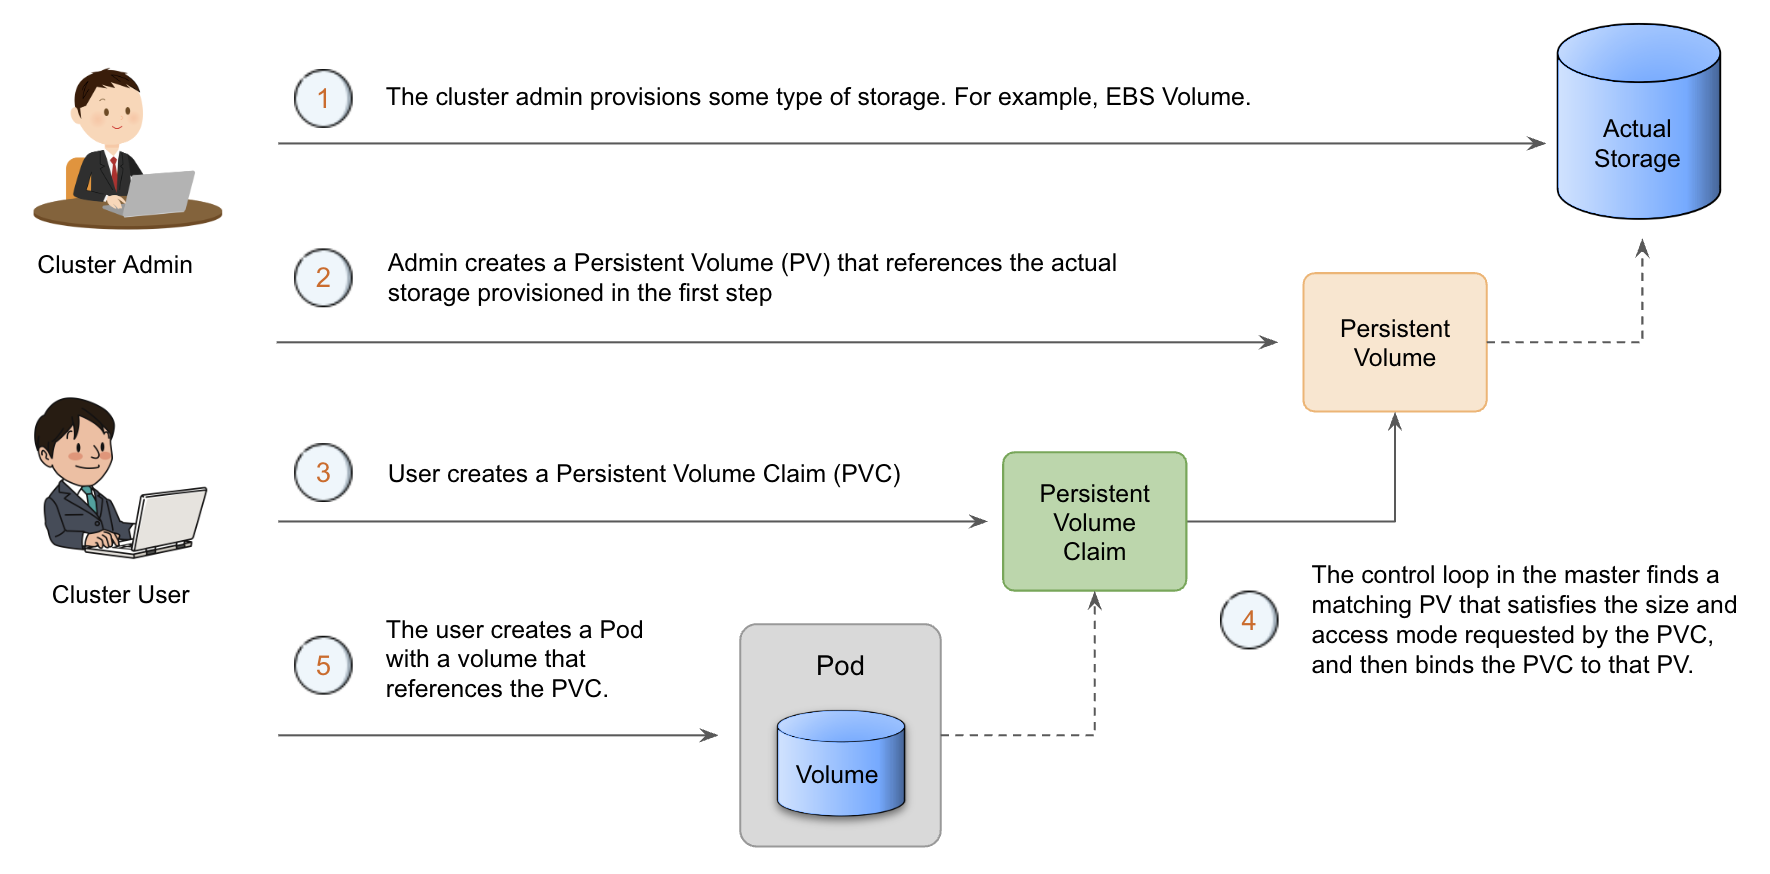 1
The cluster admin provisions some type of storage. For example, EBS Volume.
Actual
Storage
Cluster Admin
2
Admin creates a Persistent Volume (PV) that references the actual
storage provisioned in the first step
Persistent
Volume
3
User creates a Persistent Volume Claim (PVC)
Persistent
Volume
Claim
Cluster User
4
The control loop in the master finds a
matching PV that satisfies the size and
access mode requested by the PVC,
and then binds the PVC to that PV.
5
The user creates a Pod
with a volume that
references the PVC.
Pod
Volume